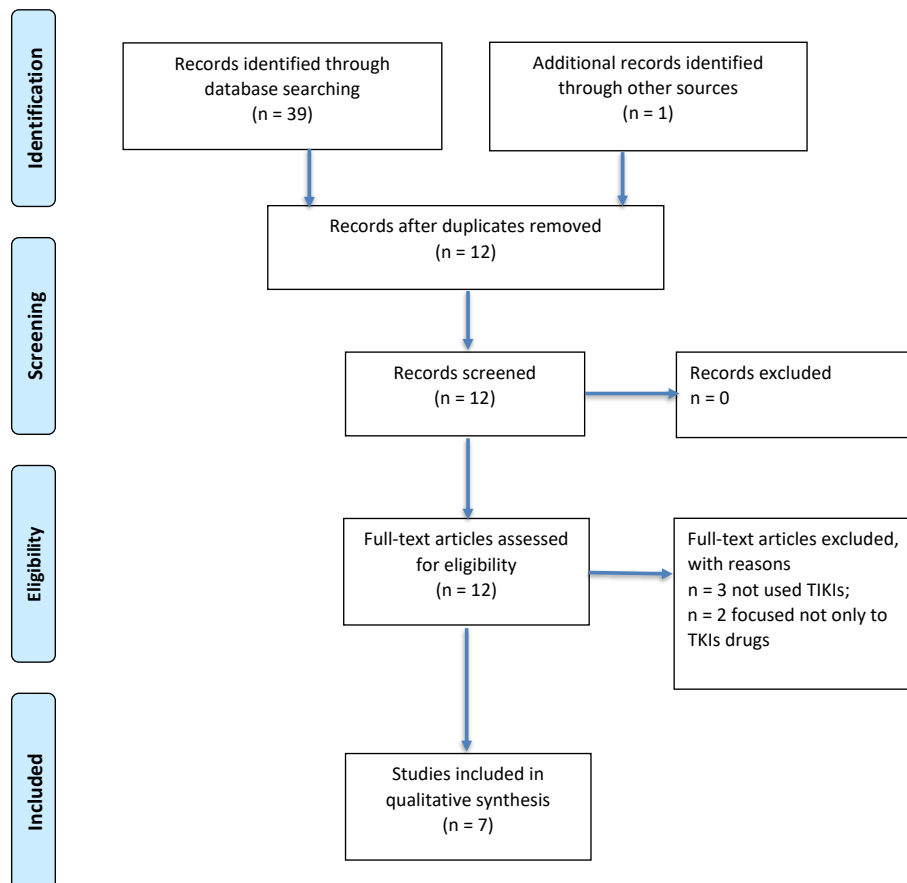 Identification
Records identified through
database searching
(n = 39)
Additional records identified
through other sources
(n = 1)
Records after duplicates removed
(n = 12)
Screening
Records screened
(n = 12)
Records excluded
n = 0
Eligibility
Full-text articles assessed
for eligibility
(n = 12)
Full-text articles excluded,
with reasons
n = 3 not used TIKIs;
n = 2 focused not only to
TKIs drugs
Included
Studies included in
qualitative synthesis
(n = 7)